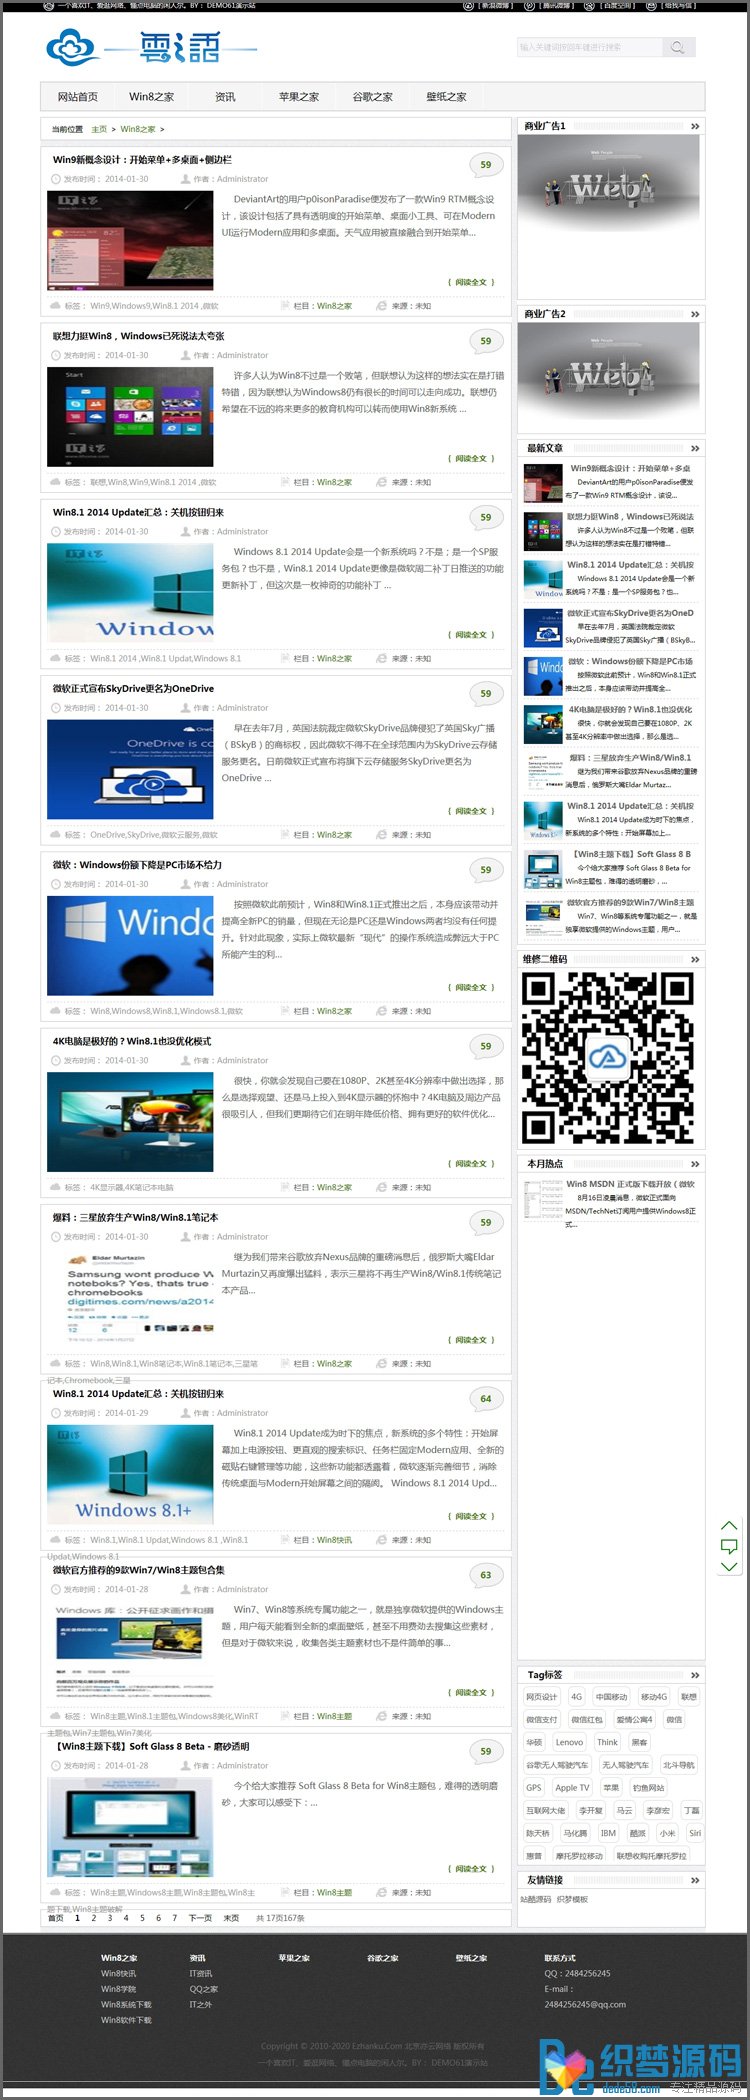 一个喜欢IT、爱逛网络、懂点电脑的闲人尔。BY： DEMO61演示站
[ 新浪微博 ]
[ 腾讯微博 ]
[ 百度空间 ]
[ 给我写信 ]
输入关键词按回车键进行搜索
网站首页
Win8之家
资讯
苹果之家
谷歌之家
壁纸之家
当前位置 主页 > Win8之家 >
Win9新概念设计：开始菜单+多桌面+侧边栏
59
发布时间： 2014-01-30
作者：Administrator
DeviantArt的用户p0isonParadise便发布了一款Win9 RTM概念设
计，该设计包括了具有透明度的开始菜单、桌面小工具、可在Modern
UI运行Modern应用和多桌面。天气应用被直接融合到开始菜单...
{ 阅读全文 }
标签： Win9,Windows9,Win8.1 2014 ,微软
栏目：Win8之家
来源：未知
联想力挺Win8，Windows已死说法太夸张
59
发布时间： 2014-01-30
作者：Administrator
许多人认为Win8不过是一个败笔，但联想认为这样的想法实在是打错
特错，因为联想认为Windows8仍有很长的时间可以走向成功。联想仍
希望在不远的将来更多的教育机构可以转而使用Win8新系统 ...
{ 阅读全文 }
标签： 联想,Win8,Win9,Win8.1 2014 ,微软
栏目：Win8之家
来源：未知
Win8.1 2014 Update汇总：关机按钮归来
59
发布时间： 2014-01-30
作者：Administrator
Windows 8.1 2014 Update会是一个新系统吗？不是；是一个SP服
务包？也不是，Win8.1 2014 Update更像是微软周二补丁日推送的功能
更新补丁，但这次是一枚神奇的功能补丁 ...
{ 阅读全文 }
标签： Win8.1 2014 ,Win8.1 Updat,Windows 8.1
栏目：Win8之家
来源：未知
微软正式宣布SkyDrive更名为OneDrive
59
发布时间： 2014-01-30
作者：Administrator
早在去年7月，英国法院裁定微软SkyDrive品牌侵犯了英国Sky广播
（BSkyB）的商标权，因此微软不得不在全球范围内为SkyDrive云存储
服务更名。日前微软正式宣布将旗下云存储服务SkyDrive更名为
OneDrive ...
{ 阅读全文 }
标签： OneDrive,SkyDrive,微软云服务,微软
栏目：Win8之家
来源：未知
微软：Windows份额下降是PC市场不给力
59
发布时间： 2014-01-30
作者：Administrator
按照微软此前预计，Win8和Win8.1正式推出之后，本身应该带动并
提高全新PC的销量，但现在无论是PC还是Windows两者均没有任何提
升。针对此现象，实际上微软最新“现代”的操作系统造成弊远大于PC
所能产生的利...
{ 阅读全文 }
标签： Win8,Windows8,Win8.1,Windows8.1,微软
栏目：Win8之家
来源：未知
4K电脑是极好的？Win8.1也没优化模式
59
发布时间： 2014-01-30
作者：Administrator
很快，你就会发现自己要在1080P、2K甚至4K分辨率中做出选择，那
么是选择观望、还是马上投入到4K显示器的怀抱中？4K电脑及周边产品
很吸引人，但我们更期待它们在明年降低价格、拥有更好的软件优化...
{ 阅读全文 }
标签： 4K显示器,4K笔记本电脑
栏目：Win8之家
来源：未知
爆料：三星放弃生产Win8/Win8.1笔记本
59
发布时间： 2014-01-30
作者：Administrator
继为我们带来谷歌放弃Nexus品牌的重磅消息后，俄罗斯大嘴Eldar
Murtazin又再度爆出猛料，表示三星将不再生产Win8/Win8.1传统笔记
本产品...
{ 阅读全文 }
标签： Win8,Win8.1,Win8笔记本,Win8.1笔记本,三星笔
记本,Chromebook,三星
栏目：Win8之家
来源：未知
Win8.1 2014 Update汇总：关机按钮归来
64
发布时间： 2014-01-29
作者：Administrator
Win8.1 2014 Update成为时下的焦点，新系统的多个特性：开始屏
幕加上电源按钮、更直观的搜索标识、任务栏固定Modern应用、全新的
磁贴右键管理等功能，这些新功能都透露着，微软逐渐完善细节，消除
传统桌面与Modern开始屏幕之间的隔阂。 Windows 8.1 2014 Upd...
{ 阅读全文 }
标签： Win8.1,Win8.1 Updat,Windows 8.1 ,Win8.1
Updat,Windows 8.1
栏目：Win8快讯
来源：未知
微软官方推荐的9款Win7/Win8主题包合集
63
发布时间： 2014-01-28
作者：Administrator
Win7、Win8等系统专属功能之一，就是独享微软提供的Windows主
题，用户每天能看到全新的桌面壁纸，甚至不用费劲去搜集这些素材，
但是对于微软来说，收集各类主题素材也不是件简单的事...
{ 阅读全文 }
标签： Win8主题,Win8.1主题包,Windows8美化,WinRT
主题包,Win7主题包,Win7美化
栏目：Win8主题
来源：未知
【Win8主题下载】Soft Glass 8 Beta - 磨砂透明
59
发布时间： 2014-01-28
作者：Administrator
今个给大家推荐 Soft Glass 8 Beta for Win8主题包，难得的透明磨
砂，大家可以感受下：...
{ 阅读全文 }
标签： Win8主题,Windows8主题,Win8主题包,Win8主
题下载,Win8主题破解
栏目：Win8主题
来源：未知
首页 1 2 3 4 5 6 7 下一页 末页 共 17页167条
商业广告1
Web
商业广告2
Web
最新文章
Win9新概念设计：开始菜单+多桌
DeviantArt的用户p0isonParadise便发
布了一款Win9 RTM概念设计，该设...
联想力挺Win8，Windows已死说法
许多人认为Win8不过是一个败笔，但联
想认为这样的想法实在是打错特错...
Win8.1 2014 Update汇总：关机按
Windows 8.1 2014 Update会是一个新
系统吗？不是；是一个SP服务包？也...
微软正式宣布SkyDrive更名为OneD
早在去年7月，英国法院裁定微软
SkyDrive品牌侵犯了英国Sky广播（BSkyB...
微软：Windows份额下降是PC市场
按照微软此前预计，Win8和Win8.1正式
推出之后，本身应该带动并提高全...
4K电脑是极好的？Win8.1也没优化
很快，你就会发现自己要在1080P、2K
甚至4K分辨率中做出选择，那么是选...
爆料：三星放弃生产Win8/Win8.1
继为我们带来谷歌放弃Nexus品牌的重磅
消息后，俄罗斯大嘴Eldar Murtaz...
Win8.1 2014 Update汇总：关机按
Win8.1 2014 Update成为时下的焦点，
新系统的多个特性：开始屏幕加上...
【Win8主题下载】Soft Glass 8 B
今个给大家推荐 Soft Glass 8 Beta for
Win8主题包，难得的透明磨砂，...
微软官方推荐的9款Win7/Win8主题
Win7、Win8等系统专属功能之一，就是
独享微软提供的Windows主题，用户...
维修二维码
本月热点
Win8 MSDN 正式版下载开放（微软
8月16日凌晨消息，微软正式面向
MSDN/TechNet订阅用户提供Windows8正
式...
Tag标签
网页设计 4G 中国移动 移动4G 联想
微信支付 微信红包 爱情公寓4 微信
华硕 Lenovo Think 黑客
谷歌无人驾驶汽车 无人驾驶汽车 北斗导航
GPS Apple TV 苹果 钓鱼网站
互联网大佬 李开复 马云 李彦宏 丁磊
陈天桥 马化腾 IBM 酷派 小米 Siri
惠普 摩托罗拉移动 联想收购托摩托罗拉
友情链接
站酷源码 织梦模板
Win8之家
Win8快讯
Win8学院
Win8系统下载
Win8软件下载
资讯
IT资讯
QQ之家
IT之外
苹果之家
谷歌之家
壁纸之家
联系方式
QQ：2484256245
E-mail：
2484256245@qq.com
Copyright © 2010-2020 Ezhanku.Com 北京亦云网络 版权所有
一个喜欢IT、爱逛网络、懂点电脑的闲人尔。BY： DEMO61演示站
织梦源码
dede58.com
专注精品源码